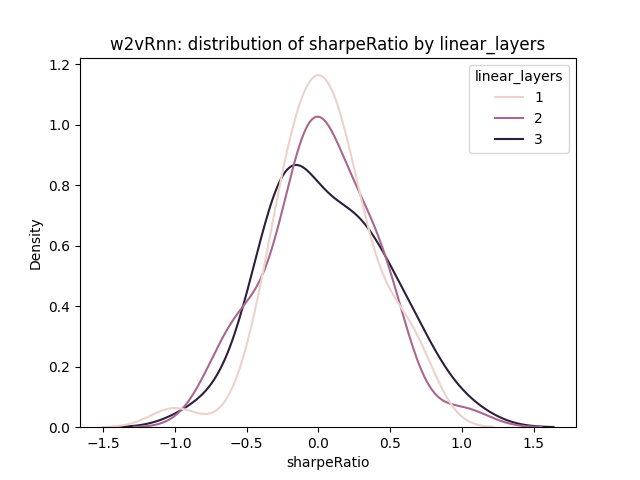 w2vRnn: distribution of sharpeRatio by linear_layers
linear_layers
1
2
3
Density
1.2
1.0
0.8
0.6
0.4
0.2
0.0
−1.5 −1.0 −0.5 0.0 0.5 1.0 1.5
sharpeRatio